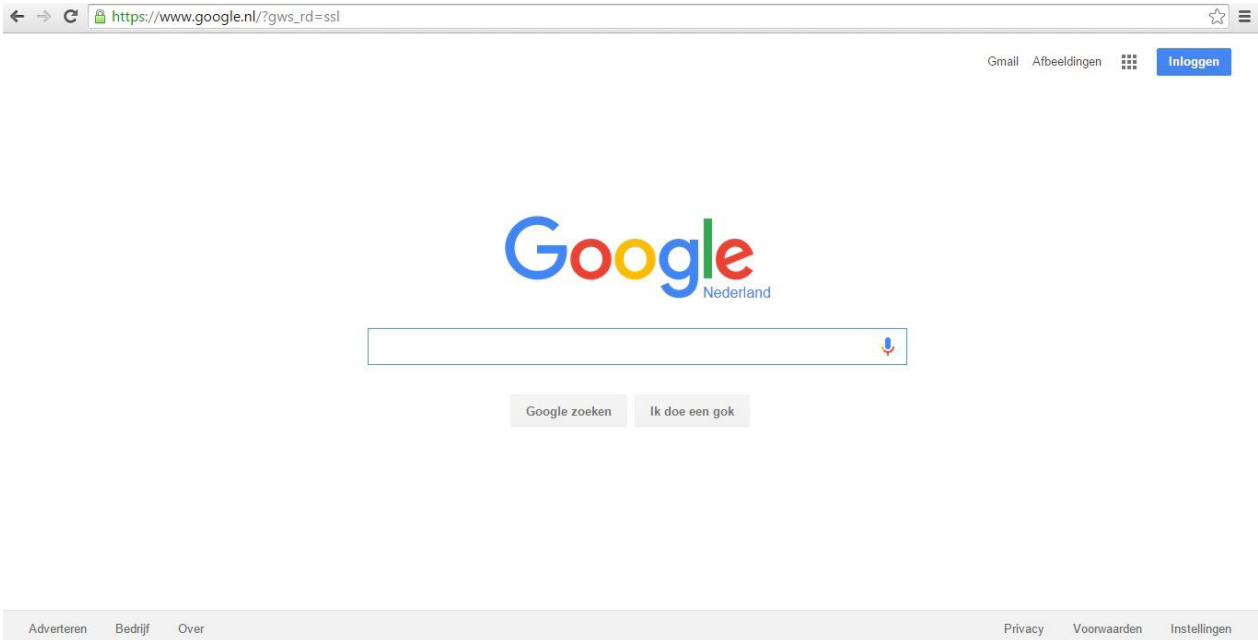 https://www.google.nl/?gws_rd=ssl
Gmail Afbeeldingen Inloggen
Google
Nederland
Google zoeken Ik doe een gok
Adverteren Bedrijf Over Privacy Voorwaarden Instellingen